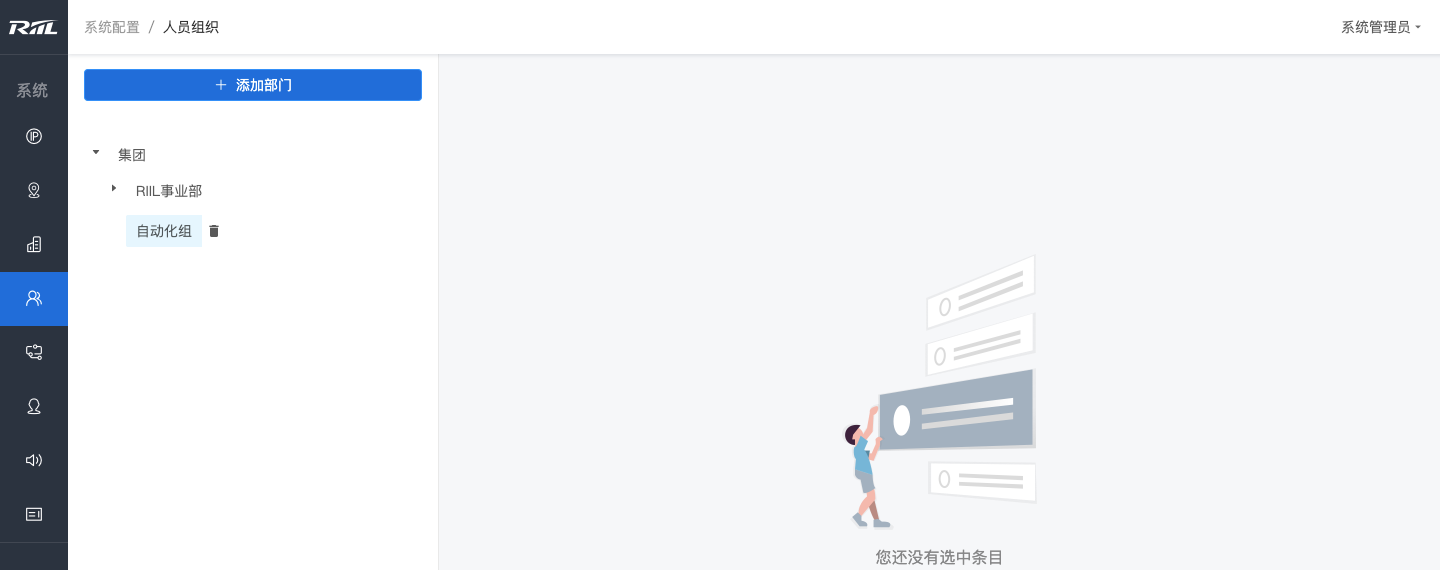 RIIL
系统配置 / 人员组织
系统管理员
系统
添加部门
集团
RIIL事业部
自动化组
您还没有选中条目